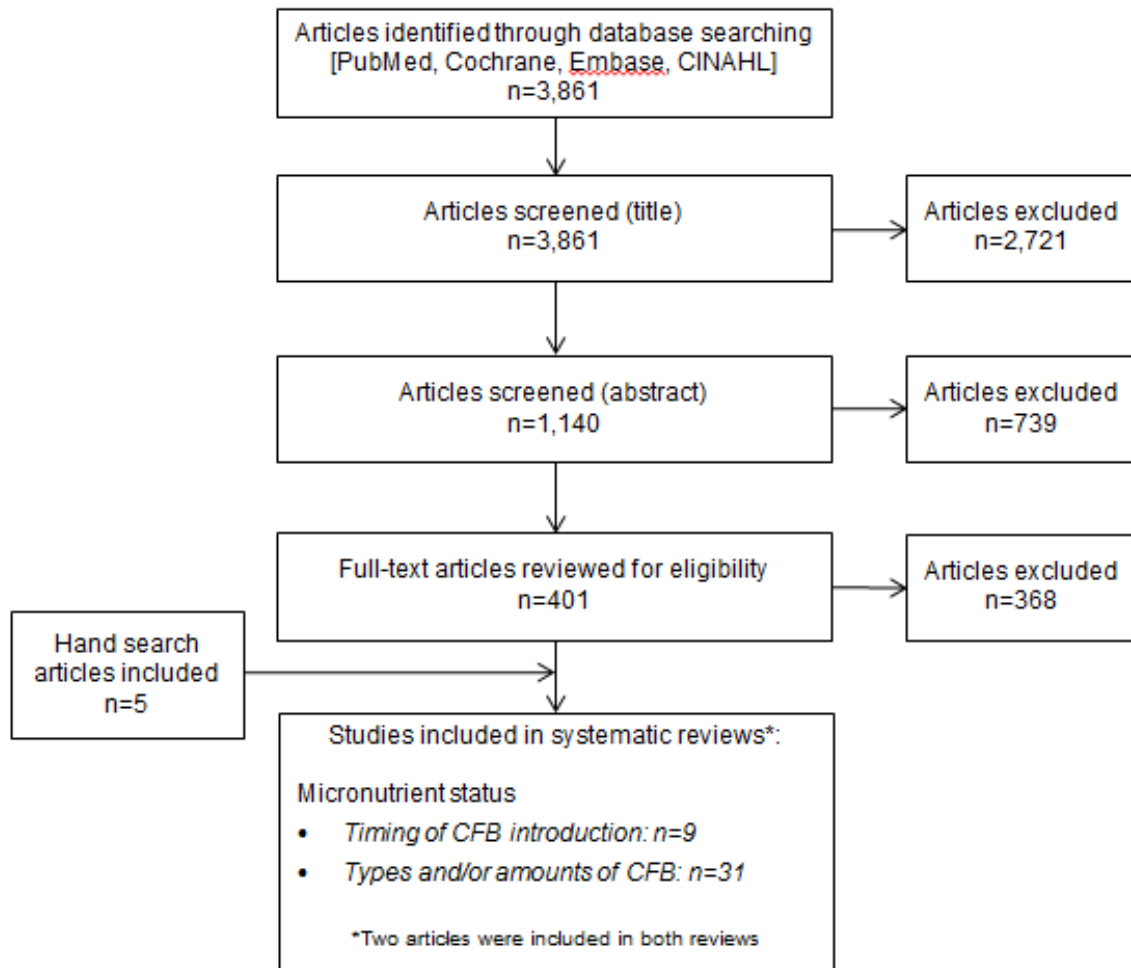 Articles identified through database searching
[PubMed, Cochrane, Embase, CINAHL]
n=3,861
Articles screened (title)
n=3,861
Articles excluded
n=2,721
Articles screened (abstract)
n=1,140
Articles excluded
n=739
Full-text articles reviewed for eligibility
n=401
Articles excluded
n=368
Hand search
articles included
n=5
Studies included in systematic reviews*:
Micronutrient status
• Timing of CFB introduction: n=9
• Types and/or amounts of CFB: n=31
*Two articles were included in both reviews